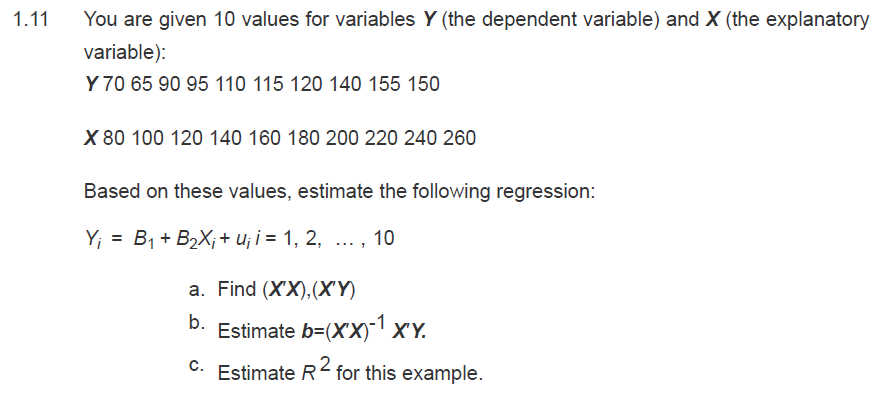 1.11 You are given 10 values for variables Y (the dependent variable) and X (the explanatory
variable):
Y 70 65 90 95 110 115 120 140 155 150
X 80 100 120 140 160 180 200 220 240 260
Based on these values, estimate the following regression:
Yᵢ = B₁ + B₂Xᵢ + uᵢ i = 1, 2, … , 10
a. Find (X'X),(X'Y)
b. Estimate b=(X'X)⁻¹ X'Y.
c. Estimate R² for this example.